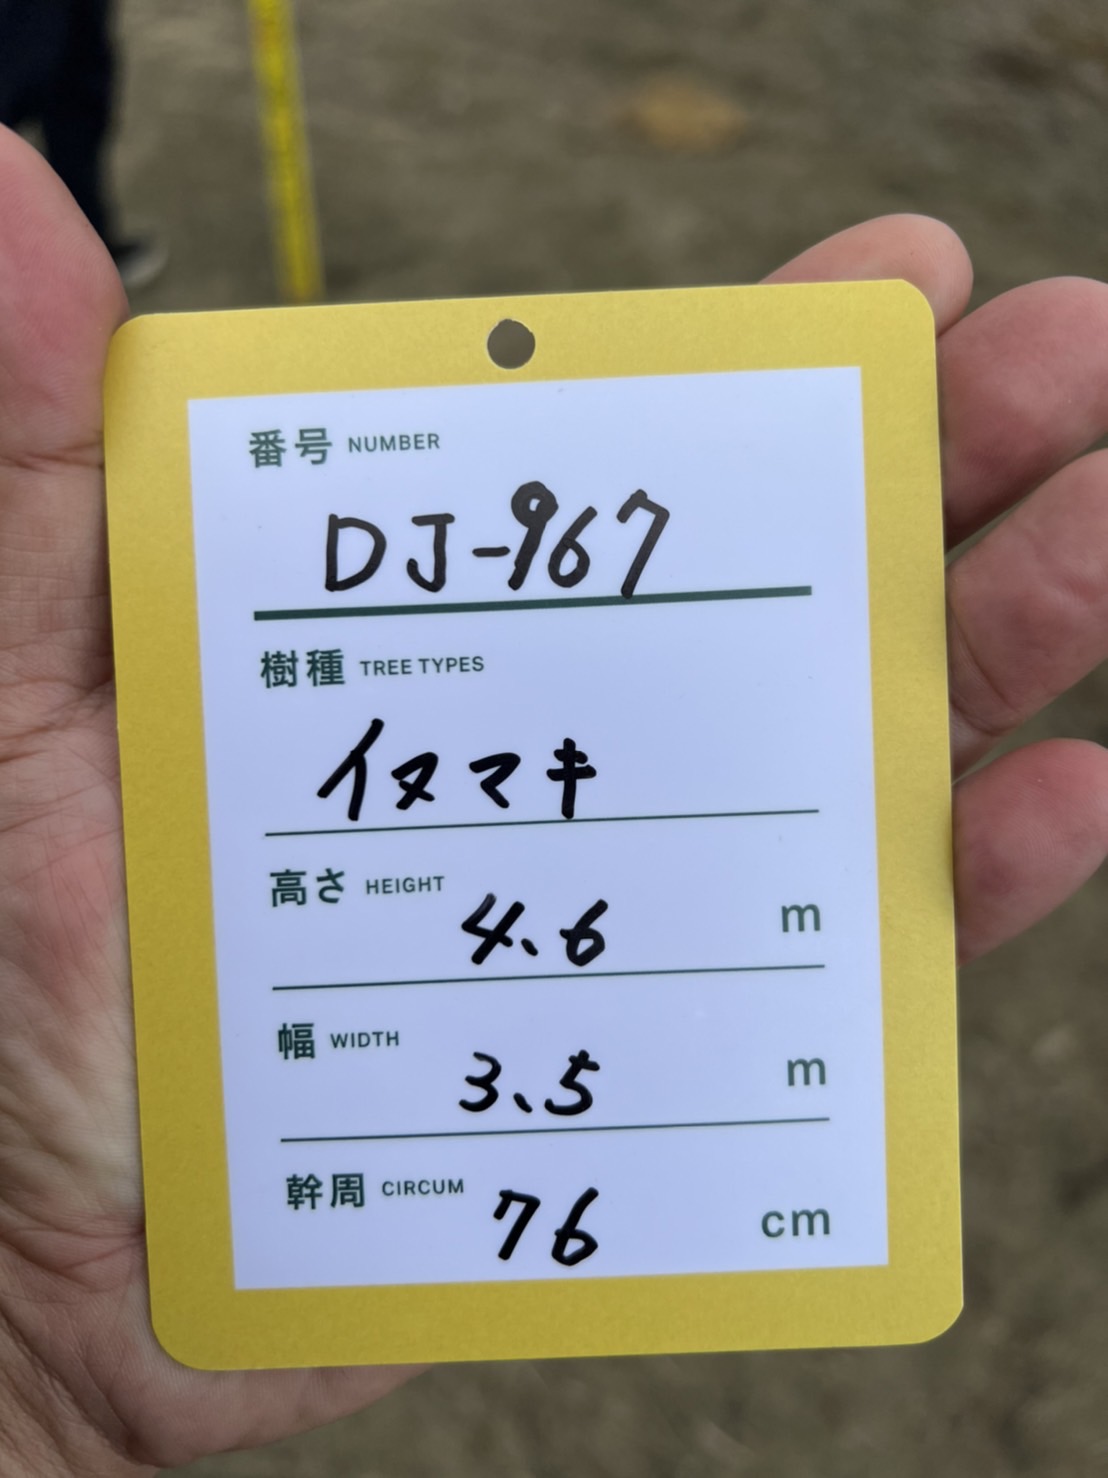 番号 NUMBER
DJ-967
樹種 TREE TYPES
イヌマキ
高さ HEIGHT 4.6 m
幅 WIDTH 3.5 m
幹周 CIRCUM 76 cm